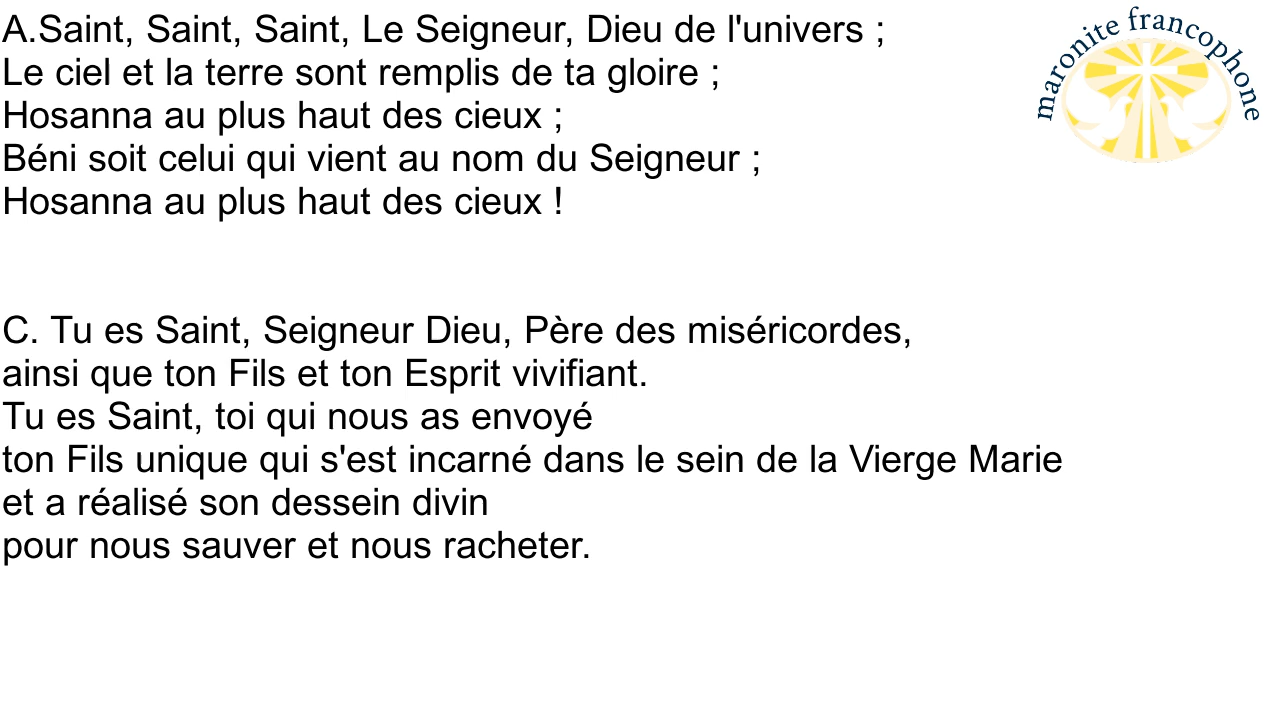 A.Saint, Saint, Saint, Le Seigneur, Dieu de l'univers ;
Le ciel et la terre sont remplis de ta gloire ;
Hosanna au plus haut des cieux ;
Béni soit celui qui vient au nom du Seigneur ;
Hosanna au plus haut des cieux !
maronite francophone
C. Tu es Saint, Seigneur Dieu, Père des miséricordes,
ainsi que ton Fils et ton Esprit vivifiant.
Tu es Saint, toi qui nous as envoyé
ton Fils unique qui s'est incarné dans le sein de la Vierge Marie
et a réalisé son dessein divin
pour nous sauver et nous racheter.